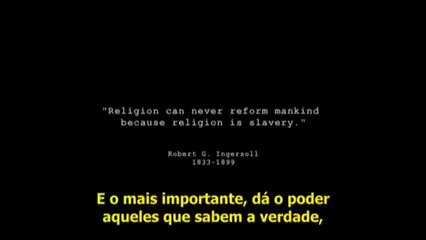 "Religion can never reform mankind
because religion is slavery."
Robert G. Ingersoll
1833-1899
E o mais importante, dá o poder
aqueles que sabem a verdade,